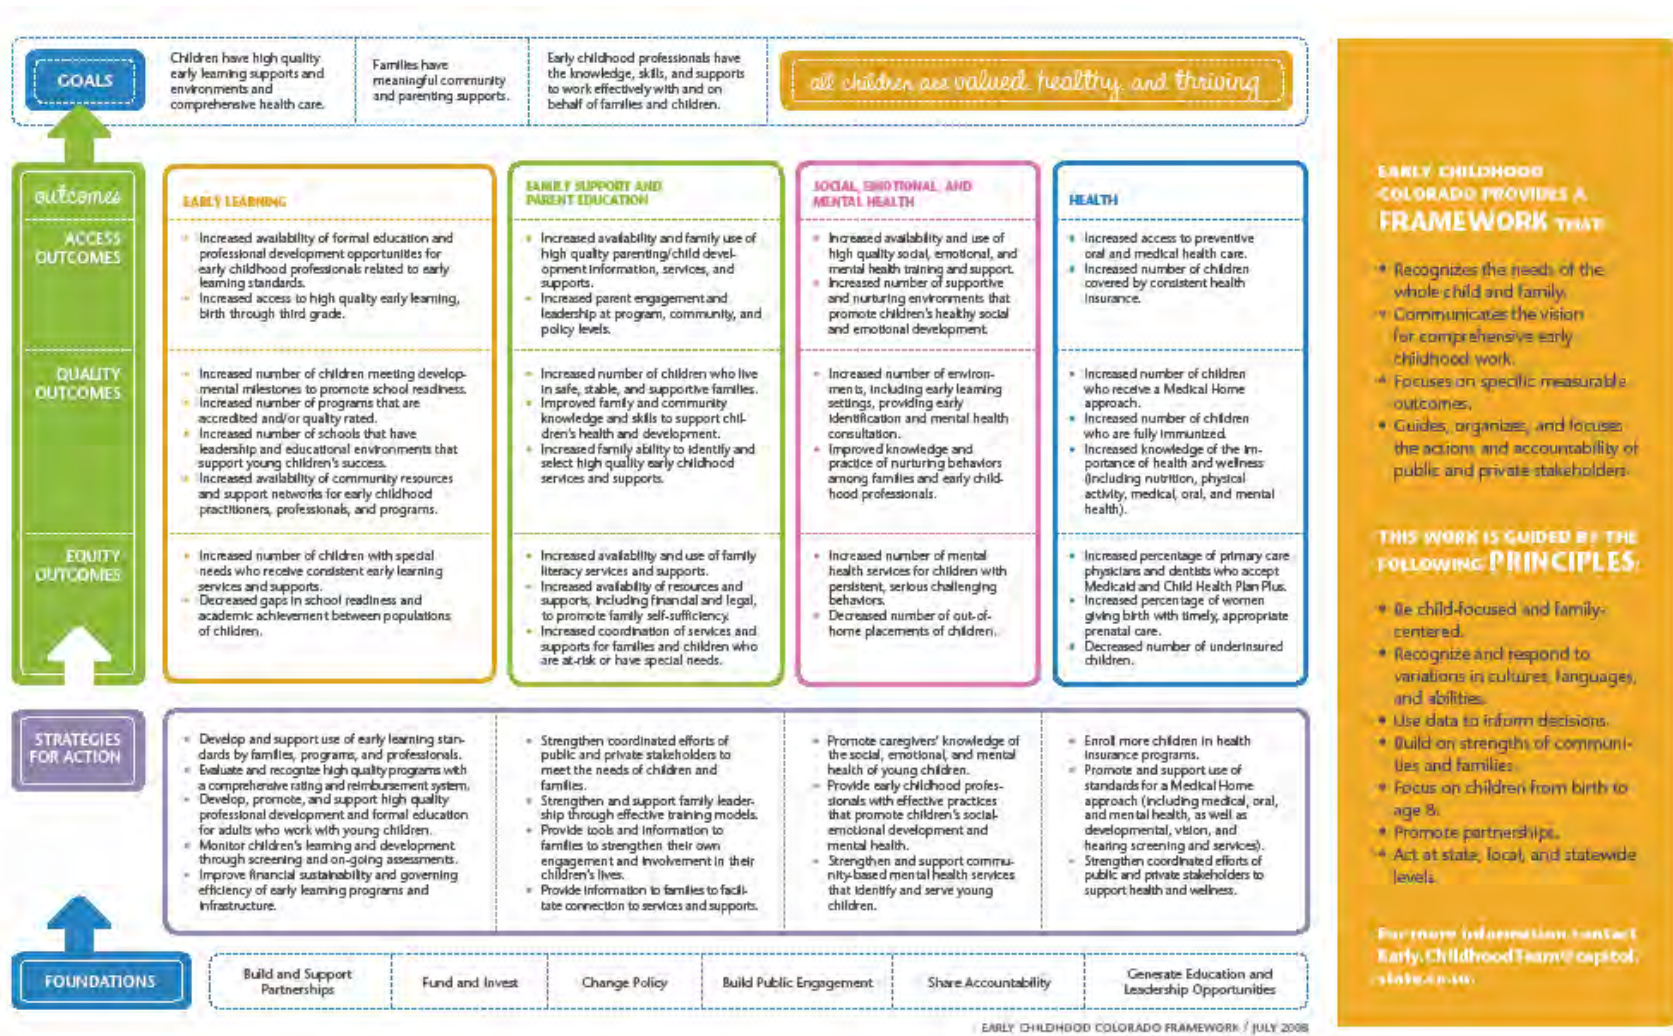 GOALS
Children have high quality
early learning supports and
environments and
comprehensive health care.
Families have
meaningful community
and parenting supports.
Early childhood professionals have
the knowledge, skills, and supports
to work effectively with and on
behalf of families and children.
all children are valued, healthy, and thriving
outcomes
EARLY LEARNING
FAMILY SUPPORT AND
PARENT EDUCATION
SOCIAL, EMOTIONAL, AND
MENTAL HEALTH
HEALTH
ACCESS
OUTCOMES
• Increased availability of formal education and
professional development opportunities for
early childhood professionals related to early
learning standards.
• Increased access to high quality early learning,
birth through third grade.
• Increased availability and family use of
high quality parenting/child devel-
opment information, services, and
supports.
• Increased parent engagement and
leadership at program, community, and
policy levels.
• Increased availability and use of
high quality social, emotional, and
mental health training and support.
• Increased number of supportive
and nurturing environments that
promote children's healthy social
and emotional development.
• Increased access to preventive
oral and medical health care.
• Increased number of children
covered by consistent health
insurance.
QUALITY
OUTCOMES
• Increased number of children meeting develop-
mental milestones to promote school readiness.
• Increased number of programs that are
accredited and/or quality rated.
• Increased number of schools that have
leadership and educational environments that
support young children's success.
• Increased availability of community resources
and support networks for early childhood
practitioners, professionals, and programs.
• Increased number of children who live
in safe, stable, and supportive families.
• Improved family and community
knowledge and skills to support chil-
dren's health and development.
• Increased family ability to identify and
select high quality early childhood
services and supports.
• Increased number of environ-
ments, including early learning
settings, providing early
identification and mental health
consultation.
• Improved knowledge and
practice of nurturing behaviors
among families and early child-
hood professionals.
• Increased number of children
who receive a Medical Home
approach.
• Increased number of children
who are fully immunized.
• Increased knowledge of the im-
portance of health and wellness
(including nutrition, physical
activity, medical, oral, and mental
health).
EQUITY
OUTCOMES
• Increased number of children with special
needs who receive consistent early learning
services and supports.
• Decreased gaps in school readiness and
academic achievement between populations
of children.
• Increased availability and use of family
literacy services and supports.
• Increased availability of resources and
supports, including financial and legal,
to promote family self-sufficiency.
• Increased coordination of services and
supports for families and children who
are at-risk or have special needs.
• Increased number of mental
health services for children with
persistent, serious challenging
behaviors.
• Decreased number of out-of-
home placements of children.
• Increased percentage of primary care
physicians and dentists who accept
Medicaid and Child Health Plan Plus.
• Increased percentage of women
giving birth with timely, appropriate
prenatal care.
• Decreased number of underinsured
children.
STRATEGIES
FOR ACTION
• Develop and support use of early learning stan-
dards by families, programs, and professionals.
• Evaluate and recognize high quality programs with
a comprehensive rating and reimbursement system.
• Develop, promote, and support high quality
professional development and formal education
for adults who work with young children.
• Monitor children's learning and development
through screening and on-going assessments.
• Improve financial sustainability and governing
efficiency of early learning programs and
infrastructure.
• Strengthen coordinated efforts of
public and private stakeholders to
meet the needs of children and
families.
• Strengthen and support family leader-
ship through effective training models.
• Provide tools and information to
families to strengthen their own
engagement and involvement in their
children's lives.
• Provide information to families to facili-
tate connection to services and supports.
• Promote caregivers' knowledge of
the social, emotional, and mental
health of young children.
• Provide early childhood profes-
sionals with effective practices
that promote children's social-
emotional development and
mental health.
• Strengthen and support commu-
nity-based mental health services
that identify and serve young
children.
• Enroll more children in health
insurance programs.
• Promote and support use of
standards for a Medical Home
approach (including medical, oral,
and mental health, as well as
developmental, vision, and
hearing screening and services).
• Strengthen coordinated efforts of
public and private stakeholders to
support health and wellness.
FOUNDATIONS
Build and Support
Partnerships
Fund and Invest
Change Policy
Build Public Engagement
Share Accountability
Generate Education and
Leadership Opportunities
EARLY CHILDHOOD COLORADO FRAMEWORK / JULY 2008
EARLY CHILDHOOD
COLORADO PROVIDES A
FRAMEWORK THAT:
• Recognizes the needs of the
whole child and family.
• Communicates the vision
for comprehensive early
childhood work.
• Focuses on specific measurable
outcomes.
• Guides, organizes, and focuses
the actions and accountability of
public and private stakeholders.
THIS WORK IS GUIDED BY THE
FOLLOWING PRINCIPLES:
• Be child-focused and family-
centered.
• Recognize and respond to
variations in cultures, languages,
and abilities.
• Use data to inform decisions.
• Build on strengths of communi-
ties and families.
• Focus on children from birth to
age 8.
• Promote partnerships.
• Act at state, local, and statewide
levels.
For more information contact
Early.ChildhoodTeam@capitol.
state.co.us.